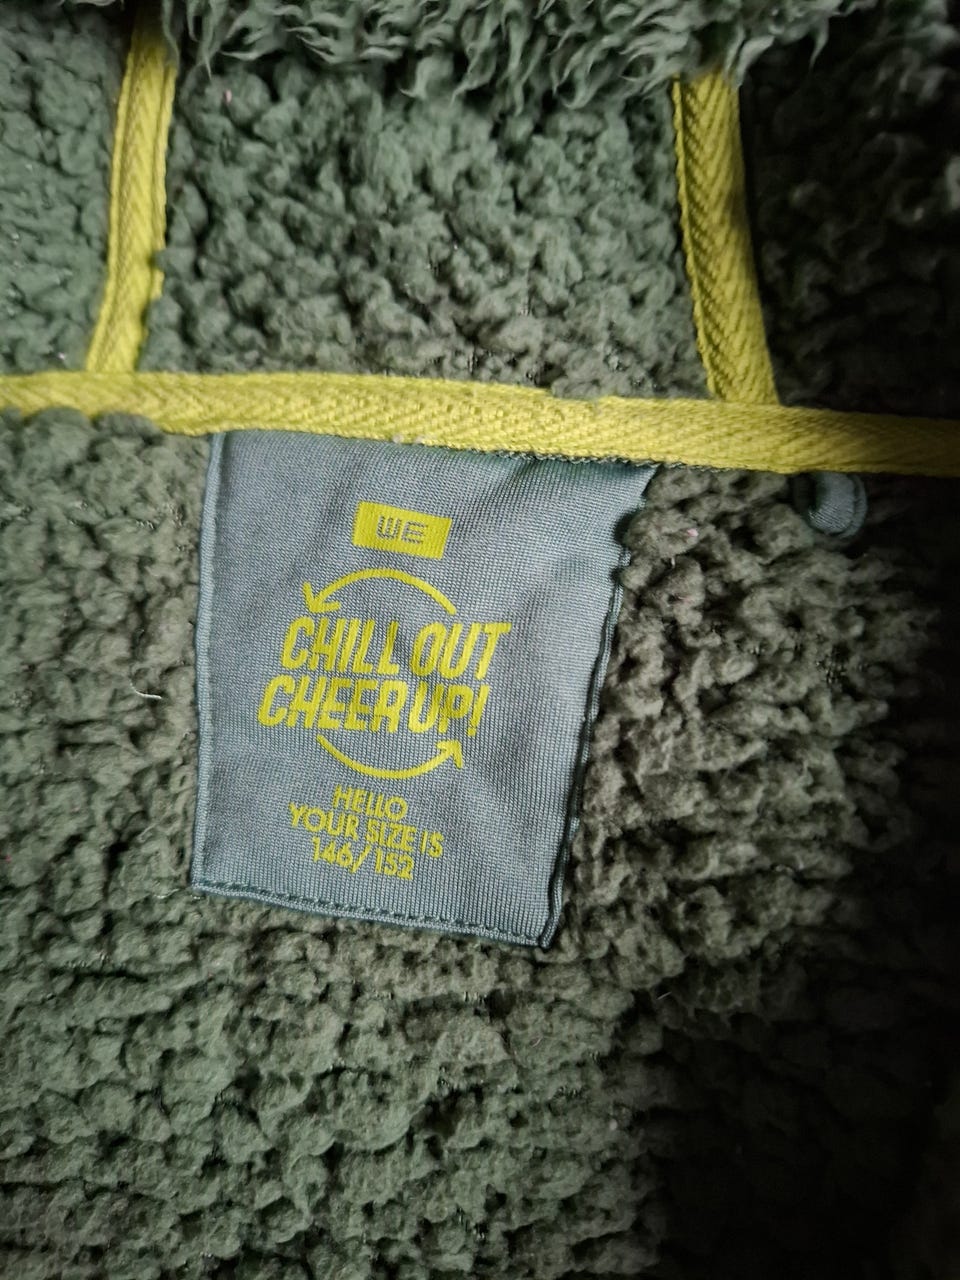 WE
CHILL OUT
CHEER UP!
HELLO
YOUR SIZE IS
146/152